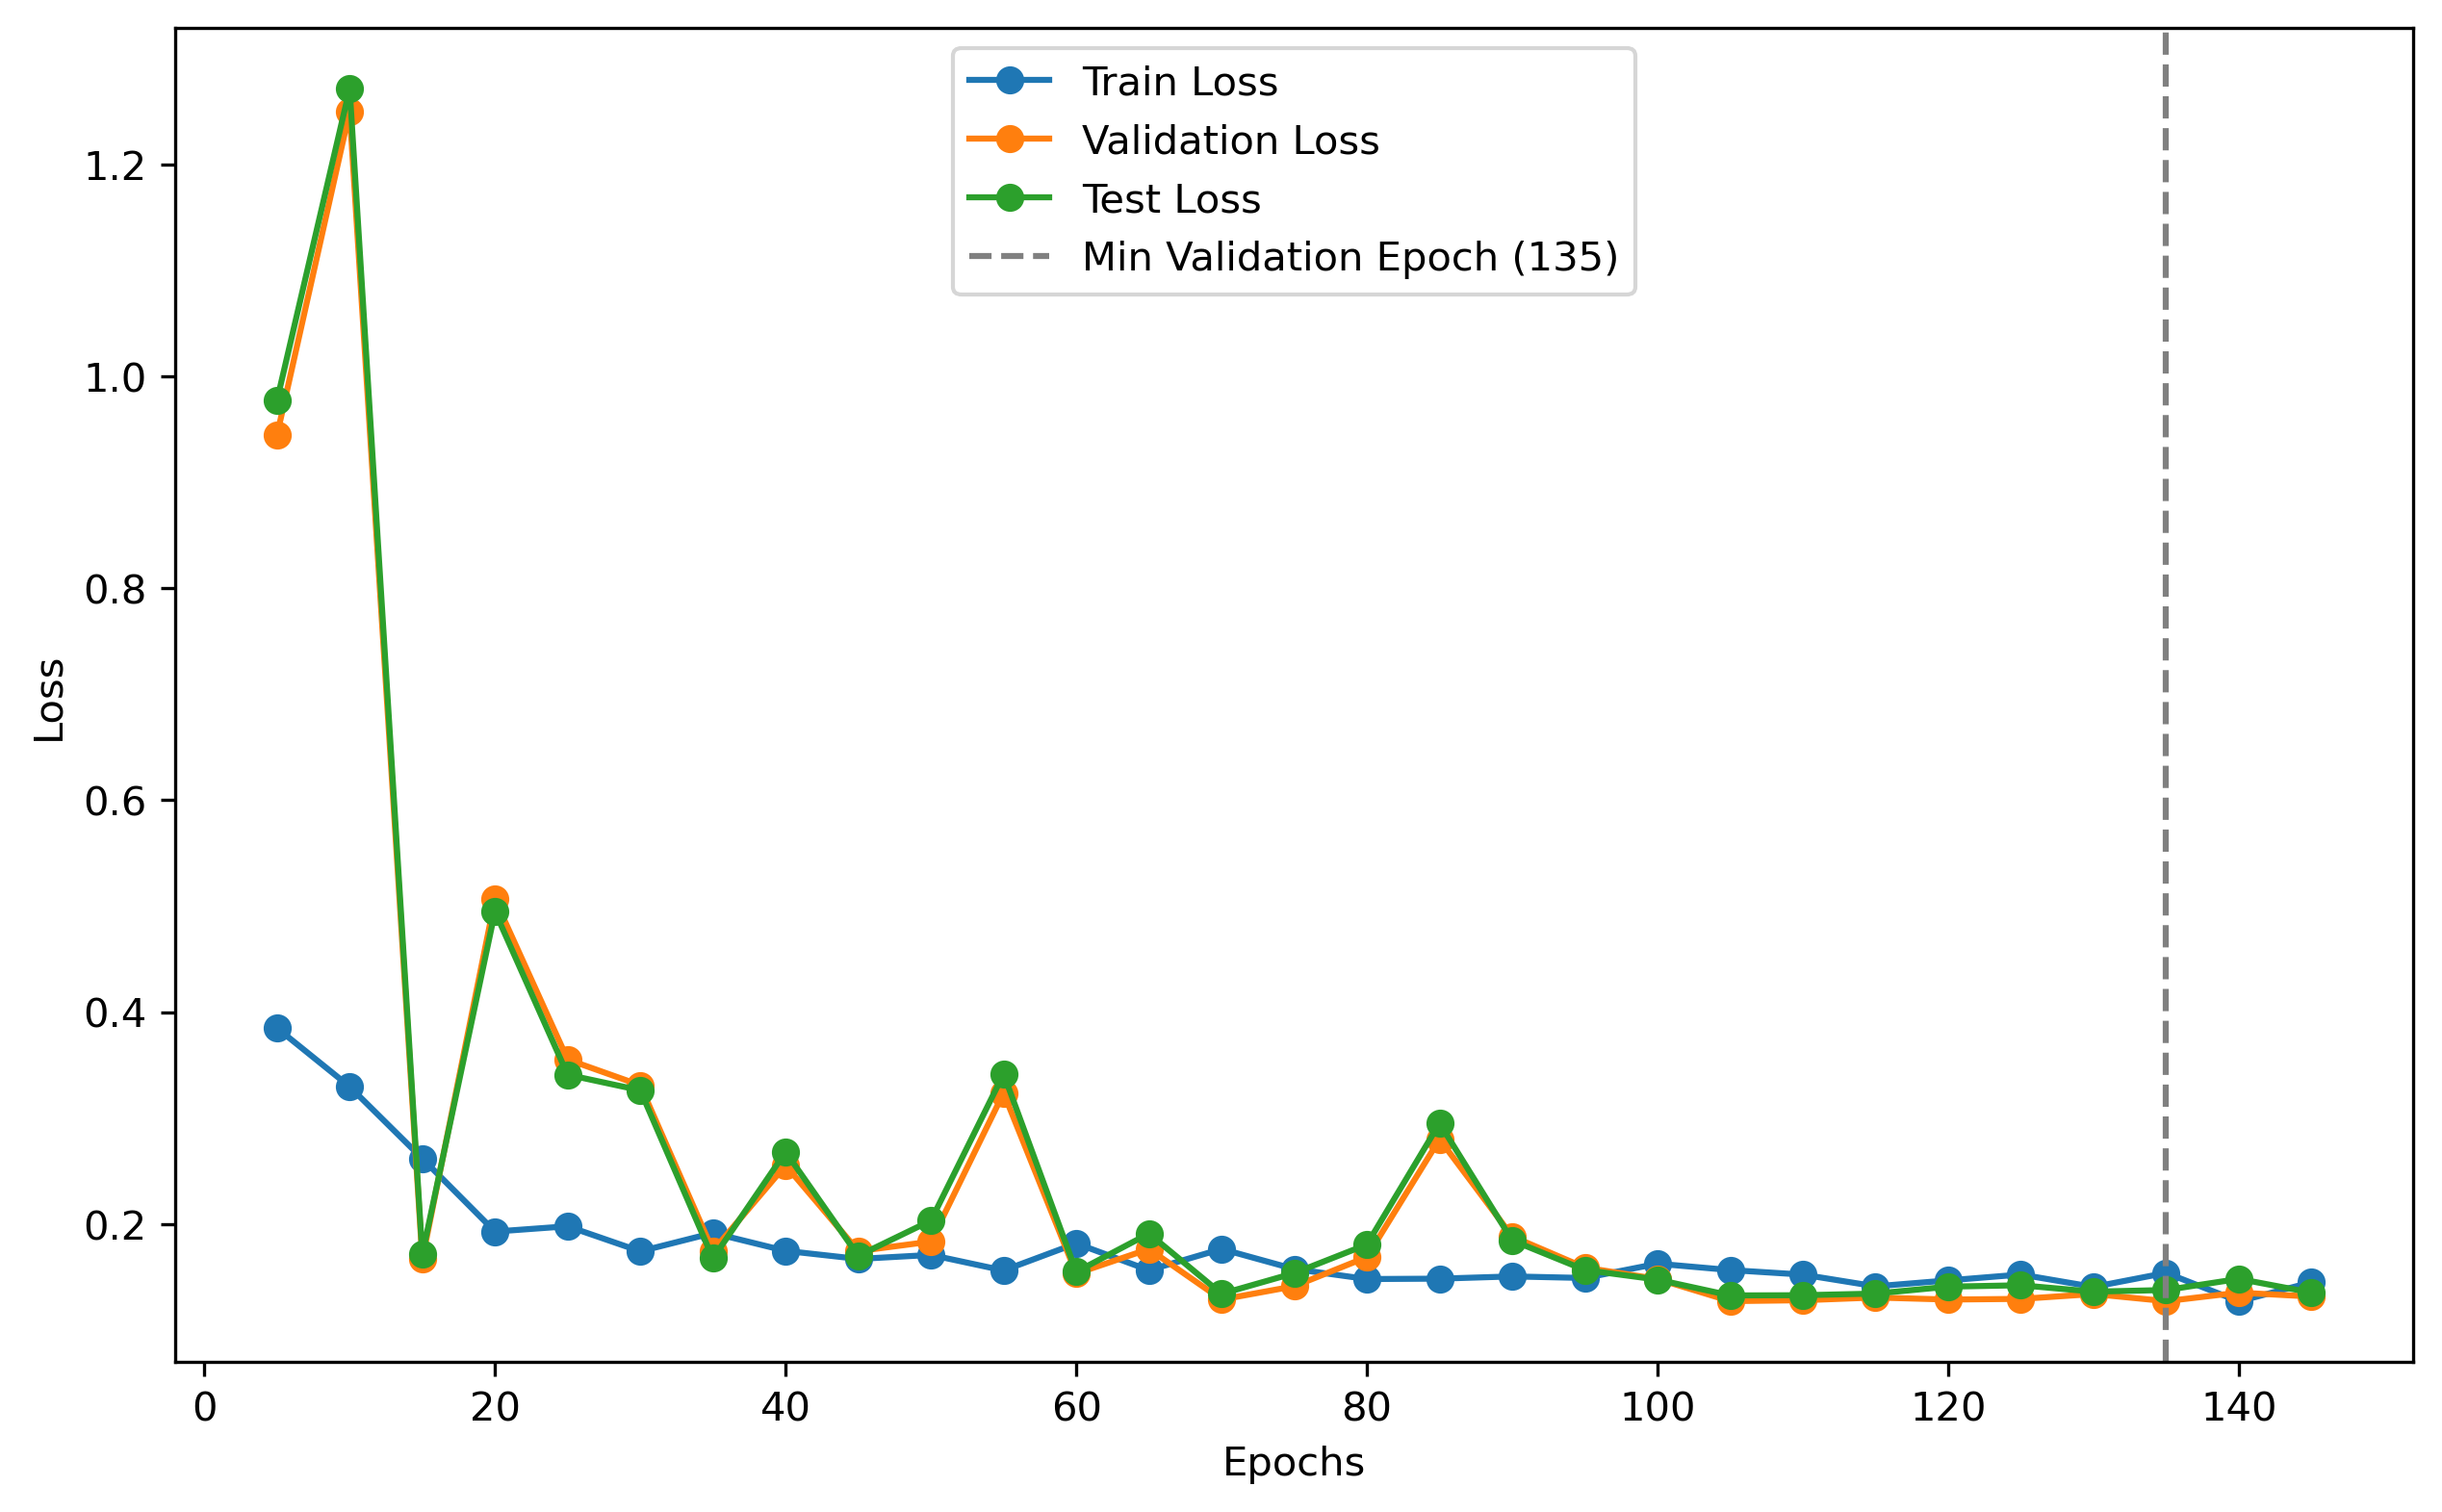 Train Loss
Validation Loss
Test Loss
Min Validation Epoch (135)
1.2
1.0
0.8
0.6
0.4
0.2
Loss
0 20 40 60 80 100 120 140
Epochs